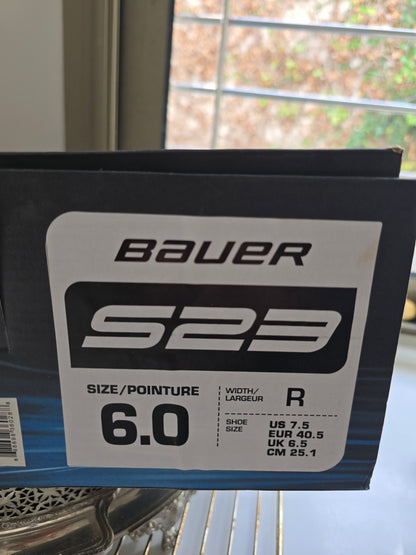 BAUER
S23
SIZE/POINTURE
6.0
WIDTH/
LARGEUR
R
SHOE
SIZE
US 7.5
EUR 40.5
UK 6.5
CM 25.1